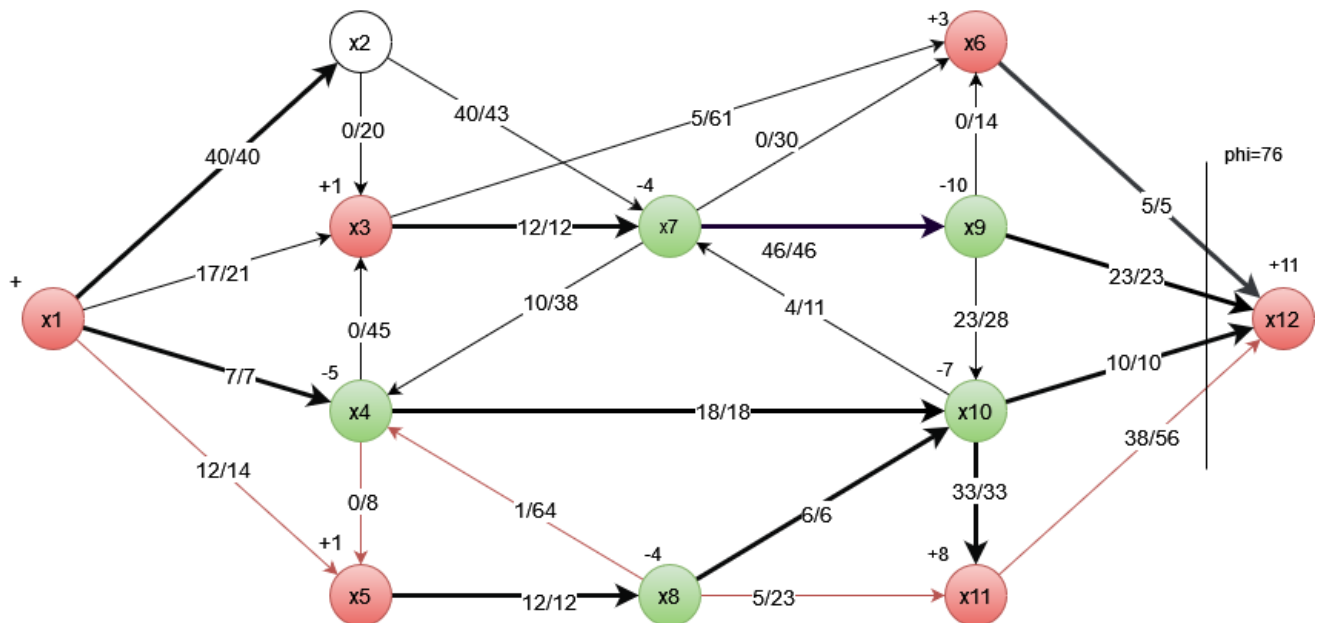 +3
x2
x6
40/43
5/61
0/20
0/30
0/14
40/40
phi=76
+1
-4
-10
x3
12/12
x7
46/46
x9
5/5
+11
17/21
23/23
+
x1
10/38
4/11
23/28
x12
0/45
7/7
-5
-7
10/10
x4
18/18
x10
38/56
12/14
0/8
1/64
6/6
33/33
+1
-4
+8
x5
12/12
x8
5/23
x11